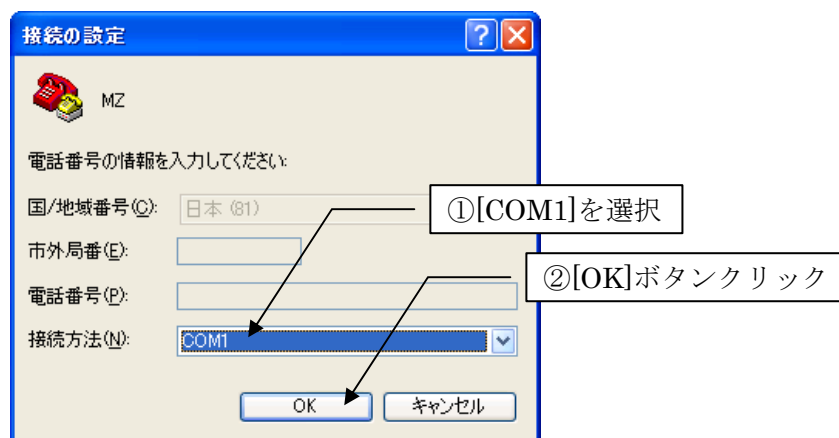 接続の設定
MZ
電話番号の情報を入力してください:
国/地域番号(C):
日本 (81)
①[COM1]を選択
市外局番(E):
②[OK]ボタンクリック
電話番号(P):
接続方法(N):
COM1
OK
キャンセル